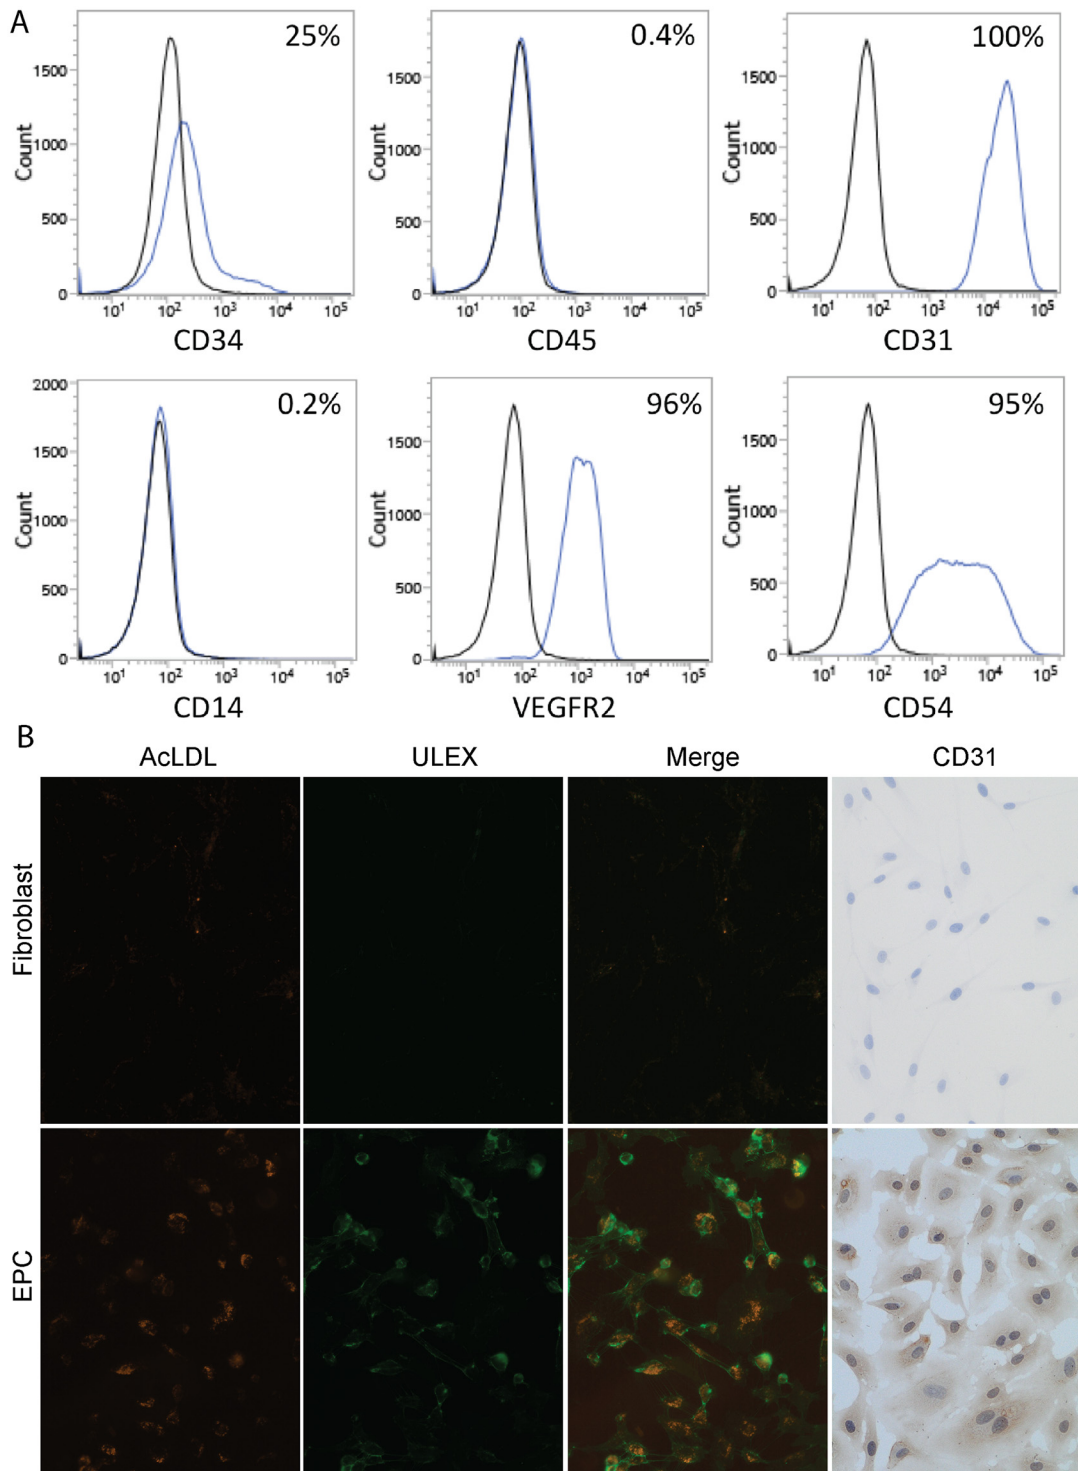 A
25%
1500
1000
500
0
Count
10¹ 10² 10³ 10⁴ 10⁵
CD34
0.4%
1500
1000
500
0
Count
10¹ 10² 10³ 10⁴ 10⁵
CD45
100%
1500
1000
500
0
Count
10¹ 10² 10³ 10⁴ 10⁵
CD31
0.2%
2000
1500
1000
500
0
Count
10¹ 10² 10³ 10⁴ 10⁵
CD14
96%
1500
1000
500
0
Count
10¹ 10² 10³ 10⁴ 10⁵
VEGFR2
95%
1500
1000
500
0
Count
10¹ 10² 10³ 10⁴ 10⁵
CD54
B
AcLDL ULEX Merge CD31
Fibroblast
EPC